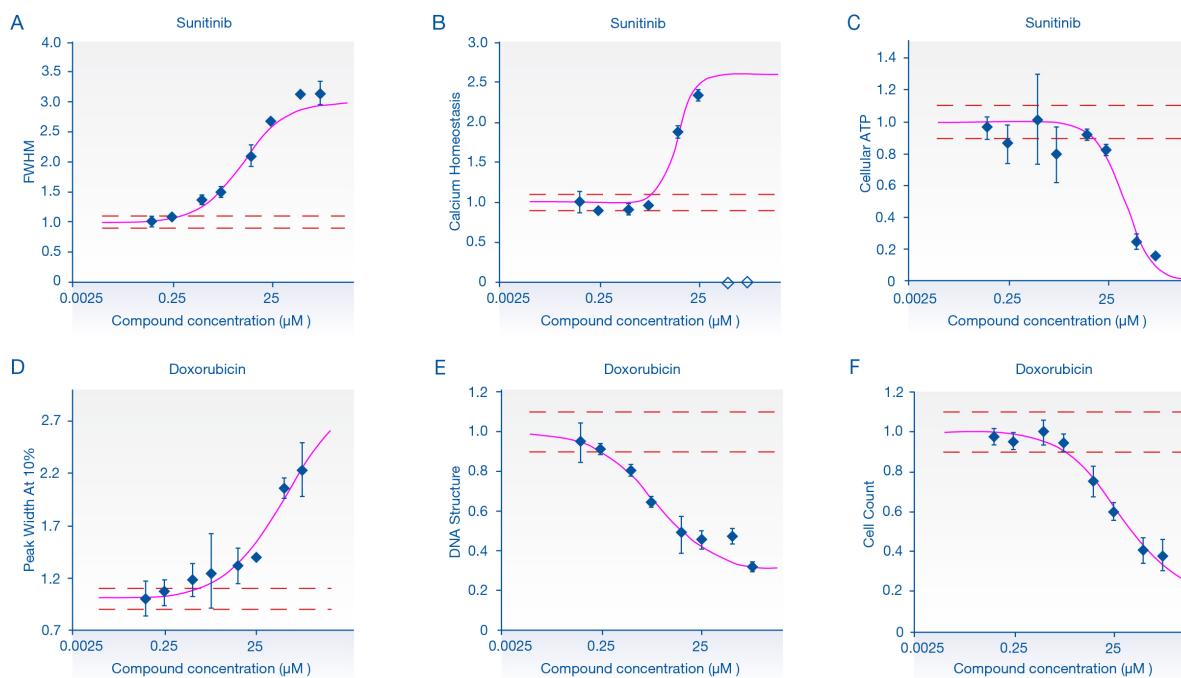 A
Sunitinib
FWHM
4.0
3.5
3.0
2.5
2.0
1.5
1.0
0.5
0
0.0025
0.25
25
Compound concentration (µM )
B
Sunitinib
Calcium Homeostasis
3.0
2.5
2.0
1.5
1.0
0.5
0
0.0025
0.25
25
Compound concentration (µM )
C
Sunitinib
Cellular ATP
1.4
1.2
1.0
0.8
0.6
0.4
0.2
0
0.0025
0.25
25
Compound concentration (µM )
D
Doxorubicin
Peak Width At 10%
2.7
2.2
1.7
1.2
0.7
0.0025
0.25
25
Compound concentration (µM )
E
Doxorubicin
DNA Structure
1.2
1.0
0.8
0.6
0.4
0.2
0
0.0025
0.25
25
Compound concentration (µM )
F
Doxorubicin
Cell Count
1.2
1.0
0.8
0.6
0.4
0.2
0
0.0025
0.25
25
Compound concentration (µM )